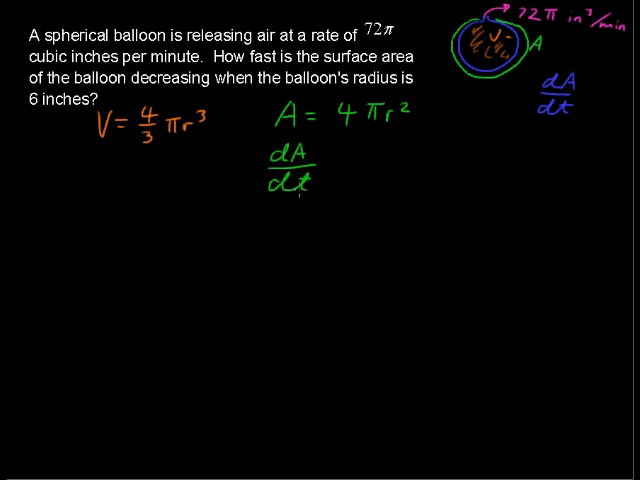 A spherical balloon is releasing air at a rate of 72π
cubic inches per minute. How fast is the surface area
of the balloon decreasing when the balloon's radius is
6 inches?
72π in³/min
V
A
dA/dt
V = 4/3 πr³
A = 4πr²
dA/dt